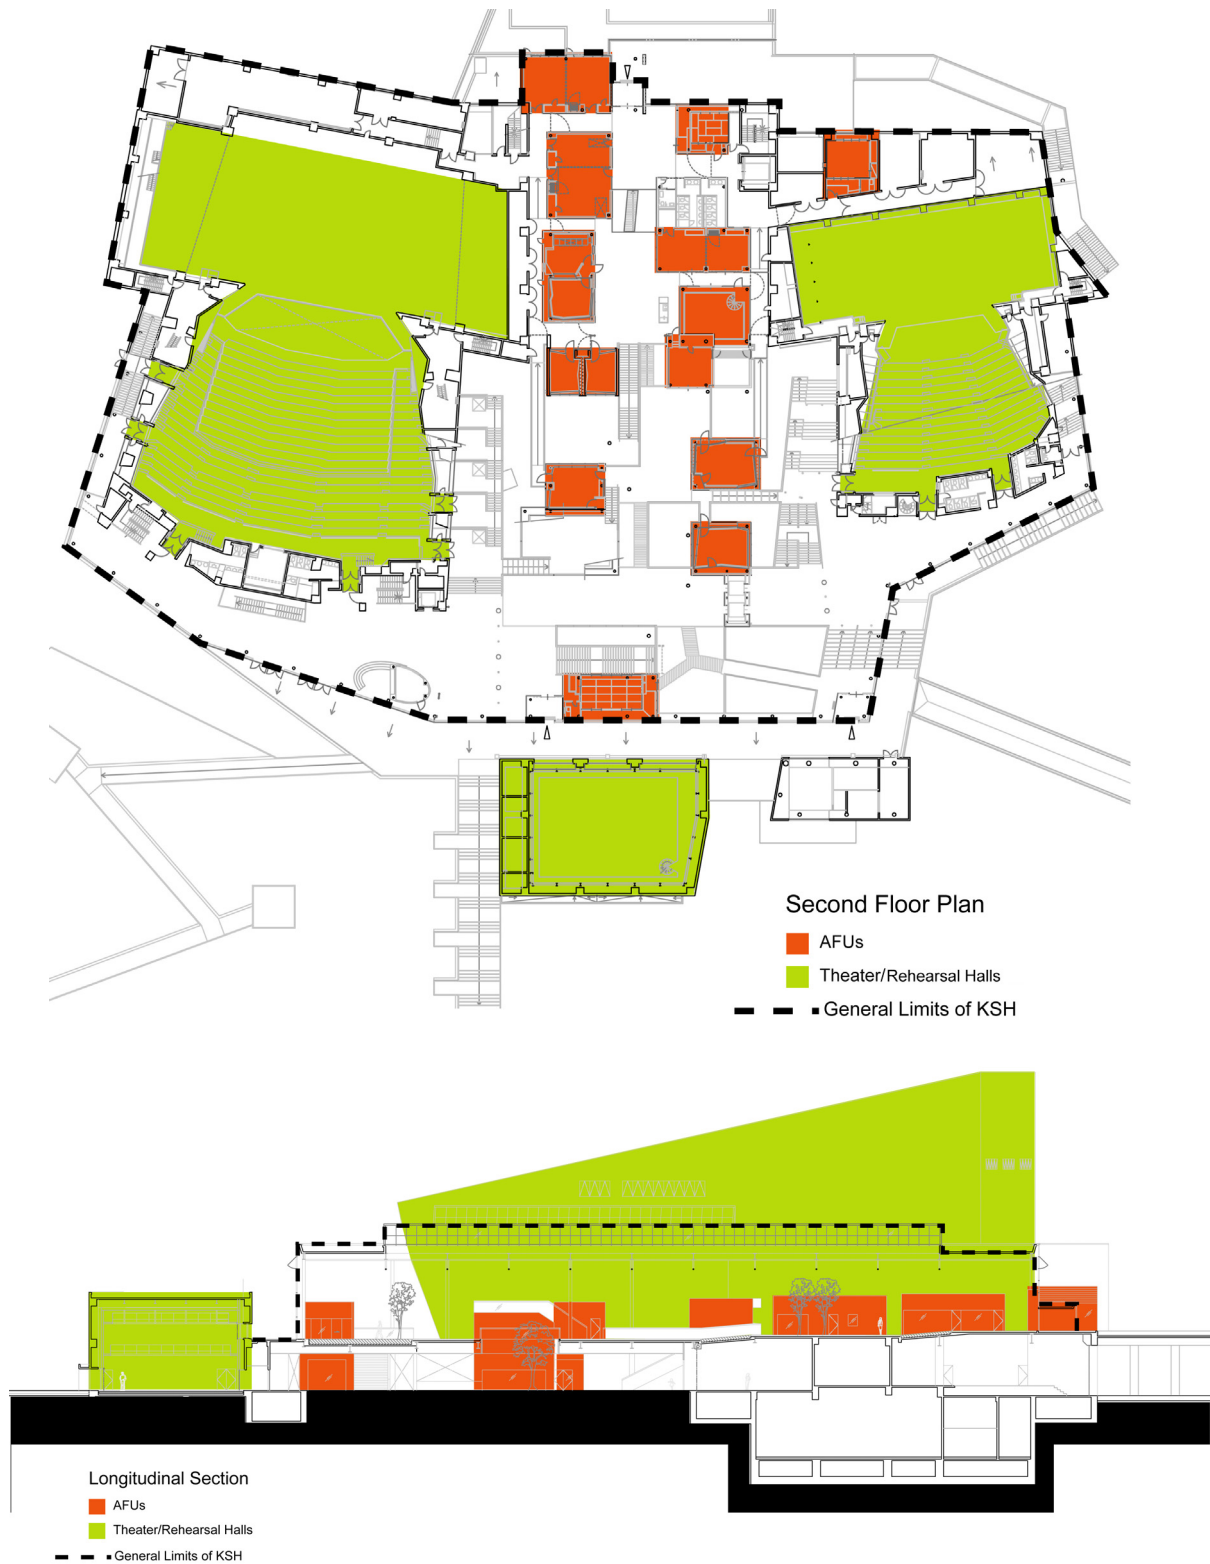 Second Floor Plan
AFUs
Theater/Rehearsal Halls
General Limits of KSH
Longitudinal Section
AFUs
Theater/Rehearsal Halls
General Limits of KSH